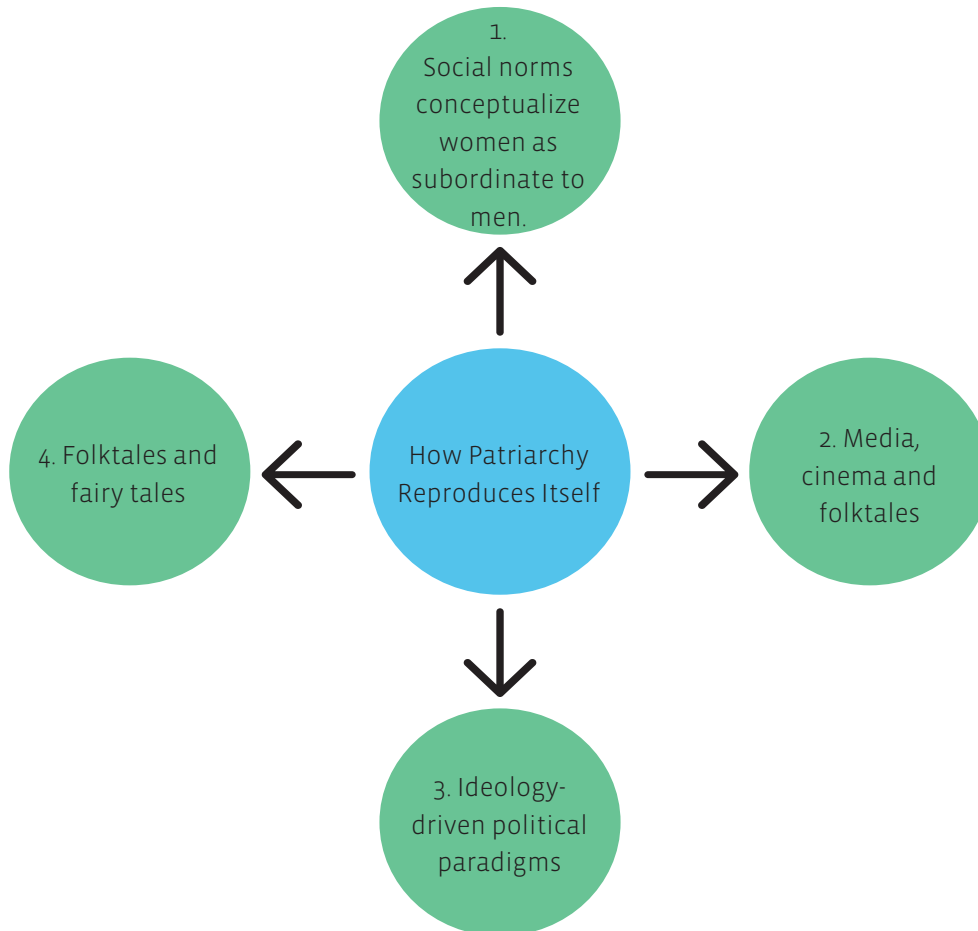 1.
Social norms
conceptualize
women as
subordinate to
men.
4. Folktales and
fairy tales
How Patriarchy
Reproduces Itself
2. Media,
cinema and
folktales
3. Ideology-
driven political
paradigms